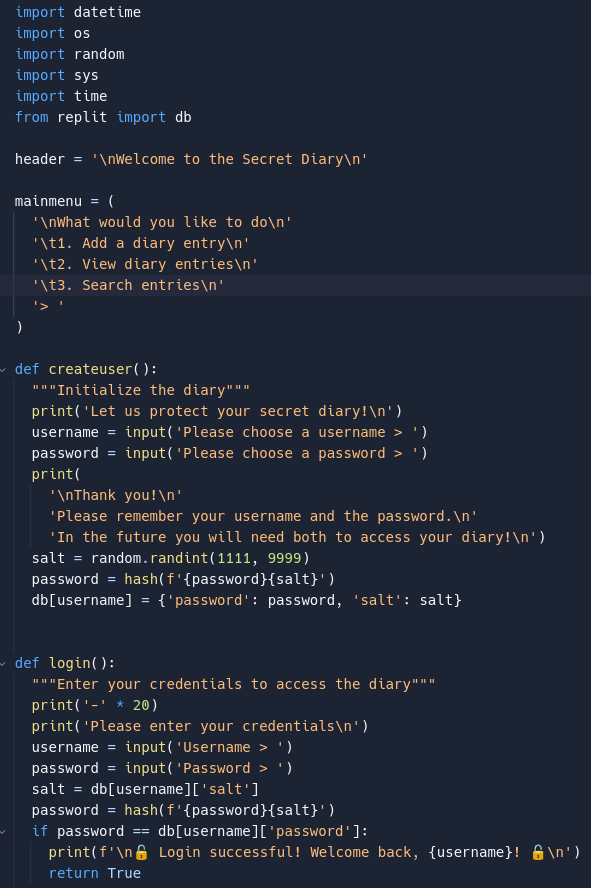 import datetime
import os
import random
import sys
import time
from replit import db
header = '\nWelcome to the Secret Diary\n'
mainmenu = (
'\nWhat would you like to do\n'
'\t1. Add a diary entry\n'
'\t2. View diary entries\n'
'\t3. Search entries\n'
'> '
)
def createuser():
"""Initialize the diary"""
print('Let us protect your secret diary!\n')
username = input('Please choose a username > ')
password = input('Please choose a password > ')
print(
'\nThank you!\n'
'Please remember your username and the password.\n'
'In the future you will need both to access your diary!\n')
salt = random.randint(1111, 9999)
password = hash(f'{password}{salt}')
db[username] = {'password': password, 'salt': salt}
def login():
"""Enter your credentials to access the diary"""
print('-' * 20)
print('Please enter your credentials\n')
username = input('Username > ')
password = input('Password > ')
salt = db[username]['salt']
password = hash(f'{password}{salt}')
if password == db[username]['password']:
print(f'\n🔓 Login successful! Welcome back, {username}! 🔓\n')
return True